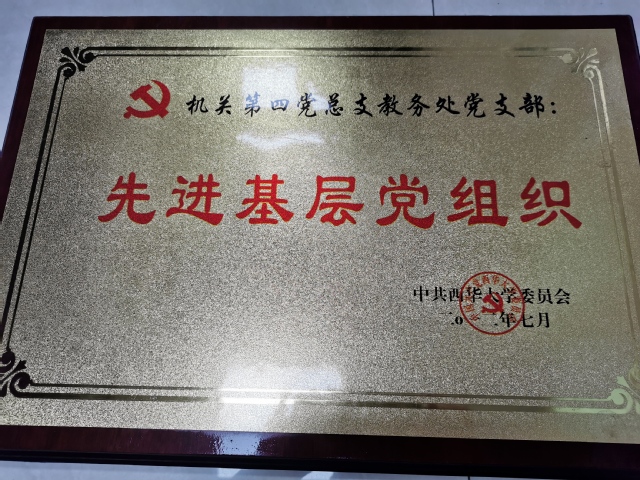 机关第四党总支教务处党支部:
先进基层党组织
中共西华大学委员会
年七月